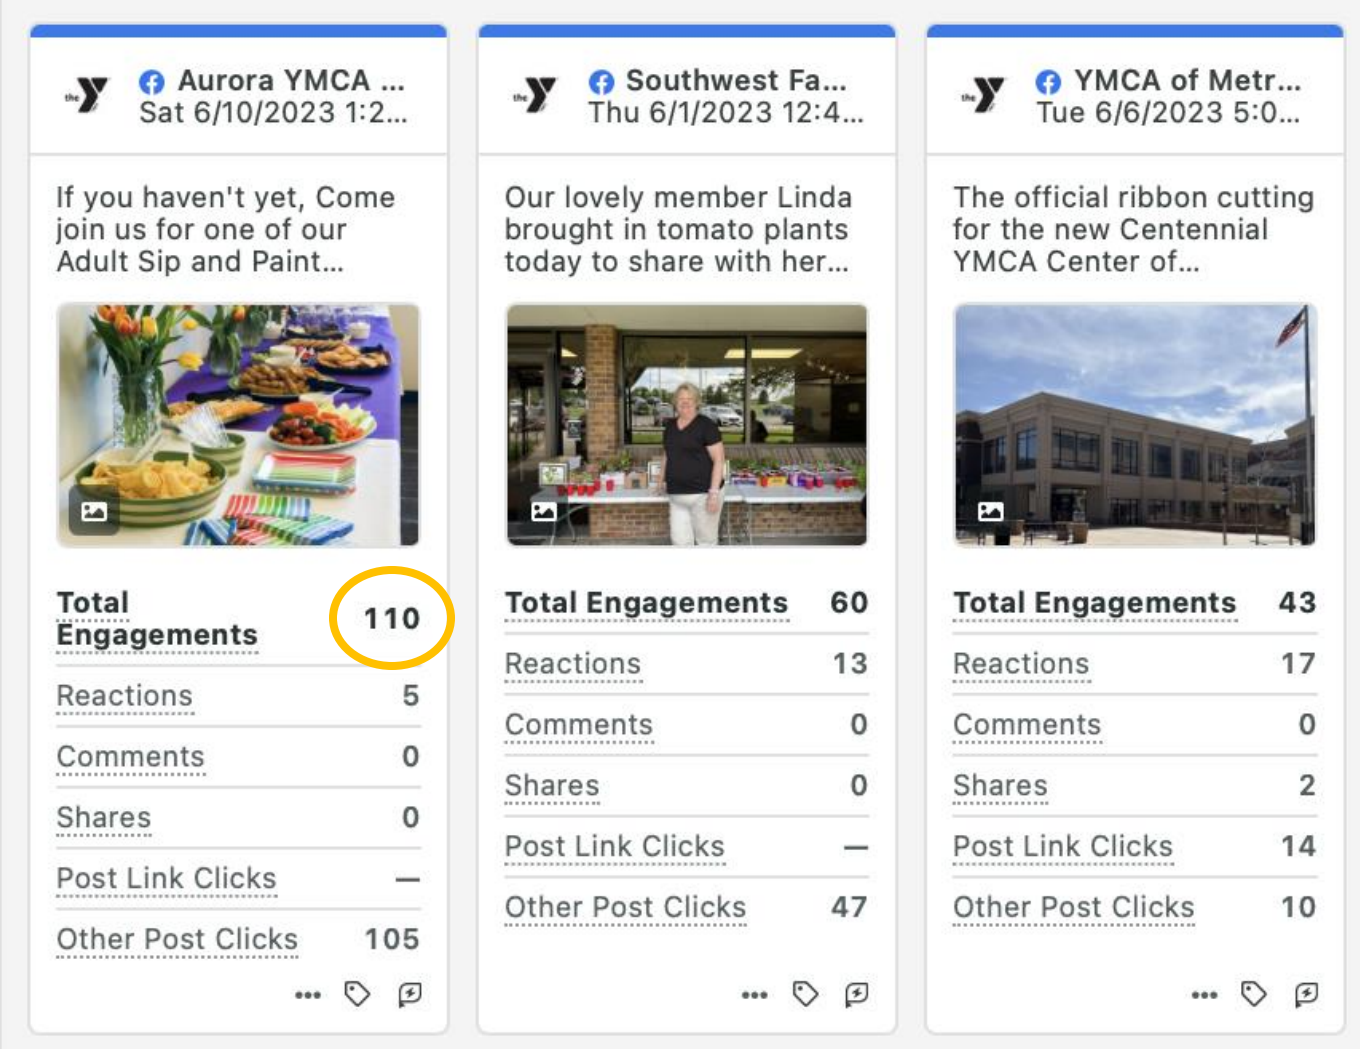 the Y
Aurora YMCA ...
Sat 6/10/2023 1:2...
If you haven't yet, Come
join us for one of our
Adult Sip and Paint...
Total
Engagements 110
Reactions 5
Comments 0
Shares 0
Post Link Clicks —
Other Post Clicks 105
the Y
Southwest Fa...
Thu 6/1/2023 12:4...
Our lovely member Linda
brought in tomato plants
today to share with her...
Total Engagements 60
Reactions 13
Comments 0
Shares 0
Post Link Clicks —
Other Post Clicks 47
the Y
YMCA of Metr...
Tue 6/6/2023 5:0...
The official ribbon cutting
for the new Centennial
YMCA Center of...
Total Engagements 43
Reactions 17
Comments 0
Shares 2
Post Link Clicks 14
Other Post Clicks 10